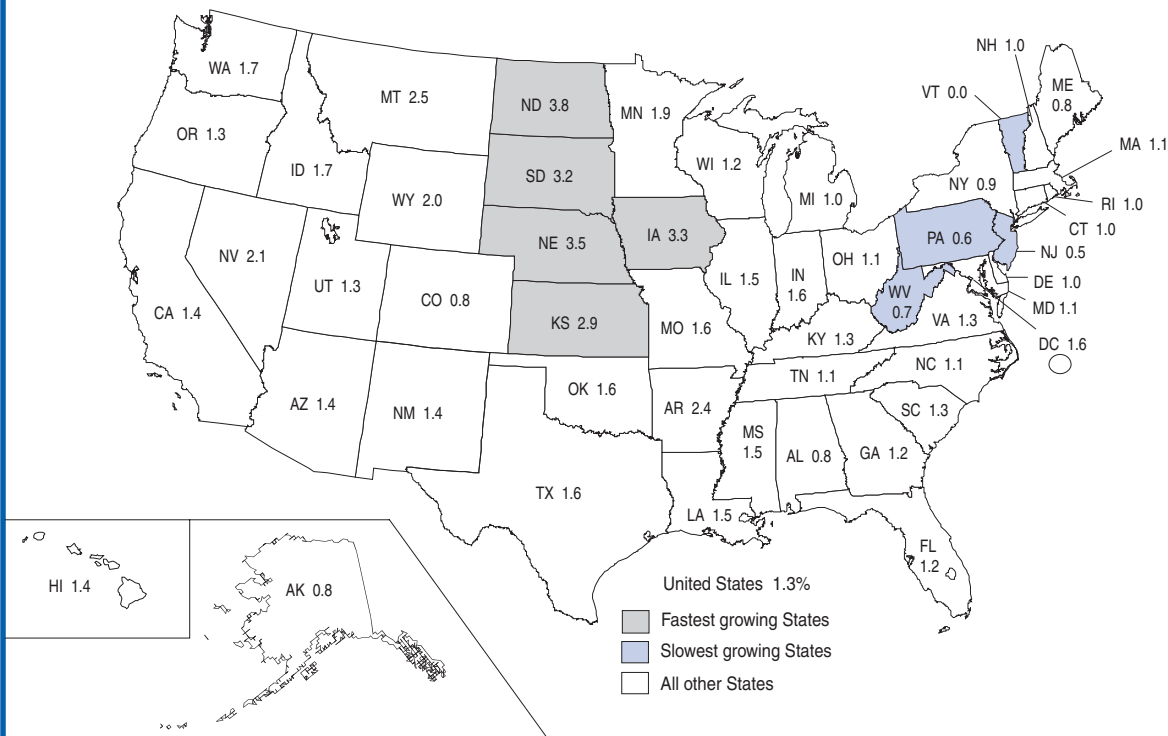 NH 1.0
VT 0.0
ME
0.8
WA 1.7
MT 2.5
ND 3.8
MN 1.9
OR 1.3
ID 1.7
WY 2.0
SD 3.2
WI 1.2
MI 1.0
NY 0.9
MA 1.1
RI 1.0
CT 1.0
NJ 0.5
DE 1.0
MD 1.1
DC 1.6
NV 2.1
UT 1.3
CO 0.8
NE 3.5
IA 3.3
IL 1.5
IN
1.6
OH 1.1
PA 0.6
WV
0.7
VA 1.3
CA 1.4
KS 2.9
MO 1.6
KY 1.3
NC 1.1
TN 1.1
AZ 1.4
NM 1.4
OK 1.6
AR 2.4
SC 1.3
MS
1.5
AL 0.8
GA 1.2
TX 1.6
LA 1.5
FL
1.2
HI 1.4
AK 0.8
United States 1.3%
Fastest growing States
Slowest growing States
All other States